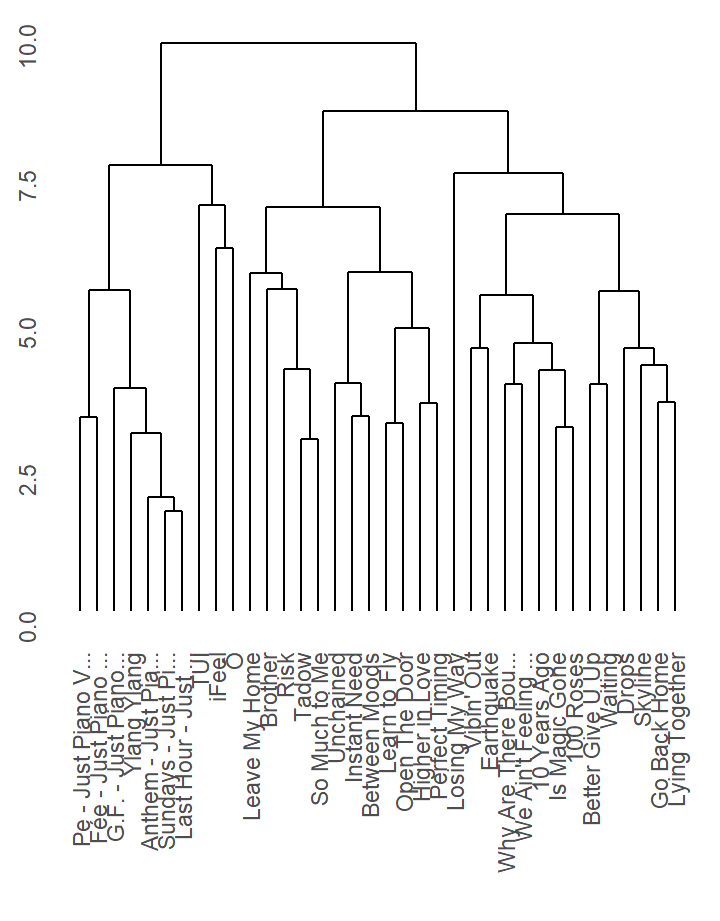 10.0
7.5
5.0
2.5
0.0
Pe - Just Piano V...
Fee - Just Piano ...
G.F. - Just Piano...
Ylang Ylang
Anthem - Just Pia...
Sundays - Just Pi...
Last Hour - Just ...
TUI
iFeel
O
Leave My Home
Brother
Risk
Tadow
So Much to Me
Unchained
Instant Need
Between Moods
Learn to Fly
Open The Door
Higher in Love
Perfect Timing
Losing My Way
Vibin' Out
Earthquake
Why Are There Bou...
We Ain't Feeling ...
10 Years Ago
Is Magic Gone
100 Roses
Better Give U Up
Waiting
Drops
Skyline
Go Back Home
Lying Together